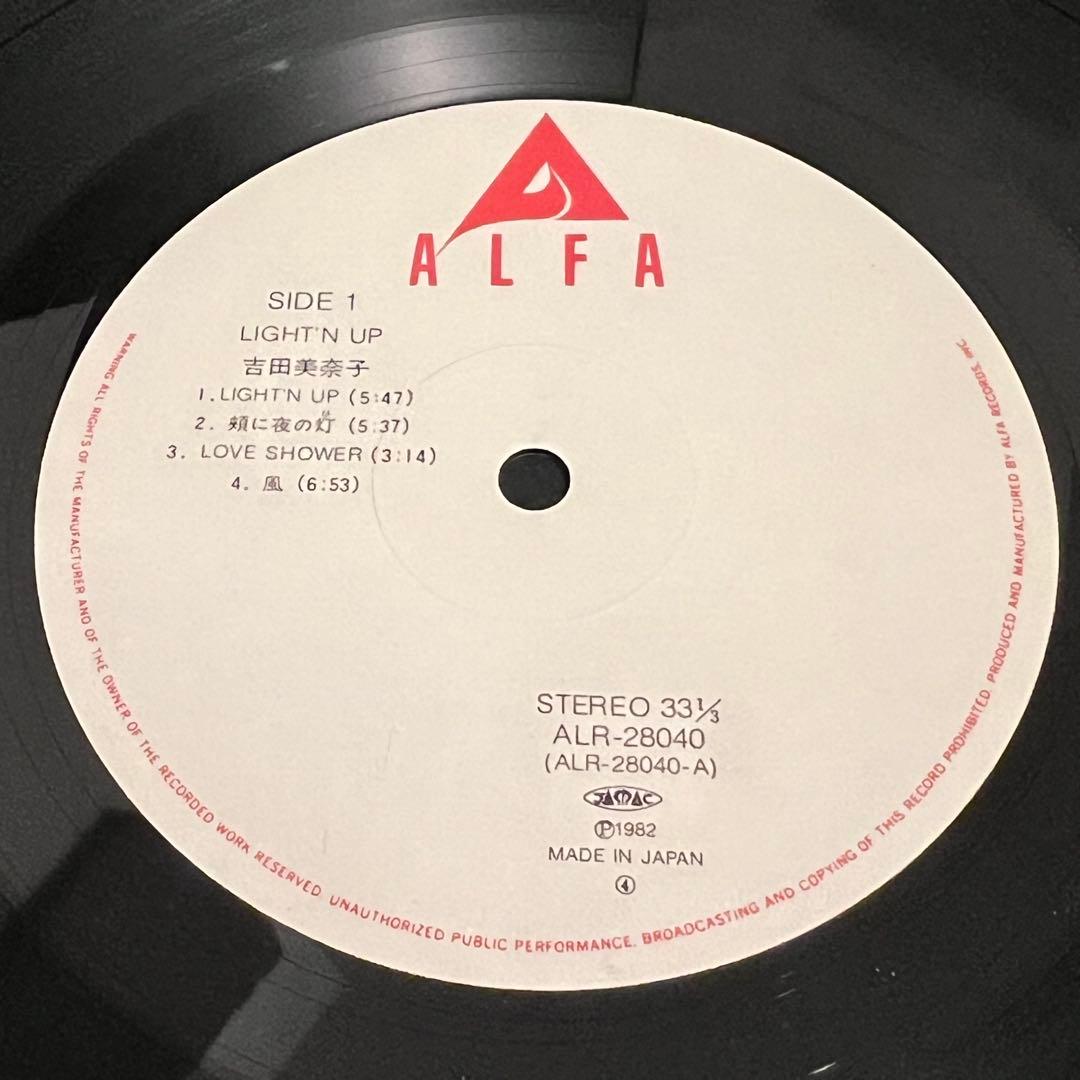 ALFA
SIDE 1
LIGHT'N UP
吉田美奈子
1. LIGHT'N UP (5:47)
2. 頬に夜の灯 (5:37)
3. LOVE SHOWER (3:14)
4. 風 (6:53)
STEREO 33⅓
ALR-28040
(ALR-28040-A)
JASRAC
Ⓟ1982
MADE IN JAPAN
④
WARNING ALL RIGHTS OF THE MANUFACTURER AND OF THE OWNER OF THE RECORDED WORK RESERVED. UNAUTHORIZED PUBLIC PERFORMANCE. BROADCASTING AND COPYING OF THIS RECORD PROHIBITED. PRODUCED AND MANUFACTURED BY ALFA RECORDS, INC.